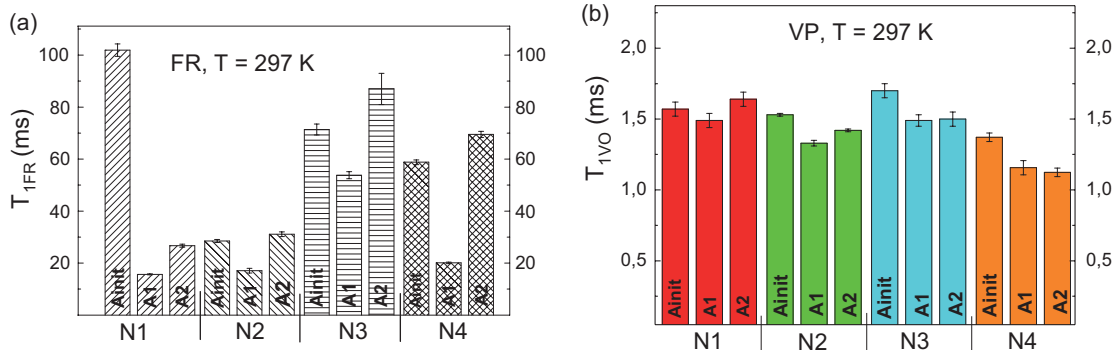 (a)
FR, T = 297 K
T1FR (ms)
100
80
60
40
20
100
80
60
40
20
Ainit
A1
A2
Ainit
A1
A2
Ainit
A1
A2
Ainit
A1
A2
N1
N2
N3
N4
(b)
VP, T = 297 K
T1VO (ms)
2,0
1,5
1,0
0,5
2,0
1,5
1,0
0,5
Ainit
A1
A2
Ainit
A1
A2
Ainit
A1
A2
Ainit
A1
A2
N1
N2
N3
N4